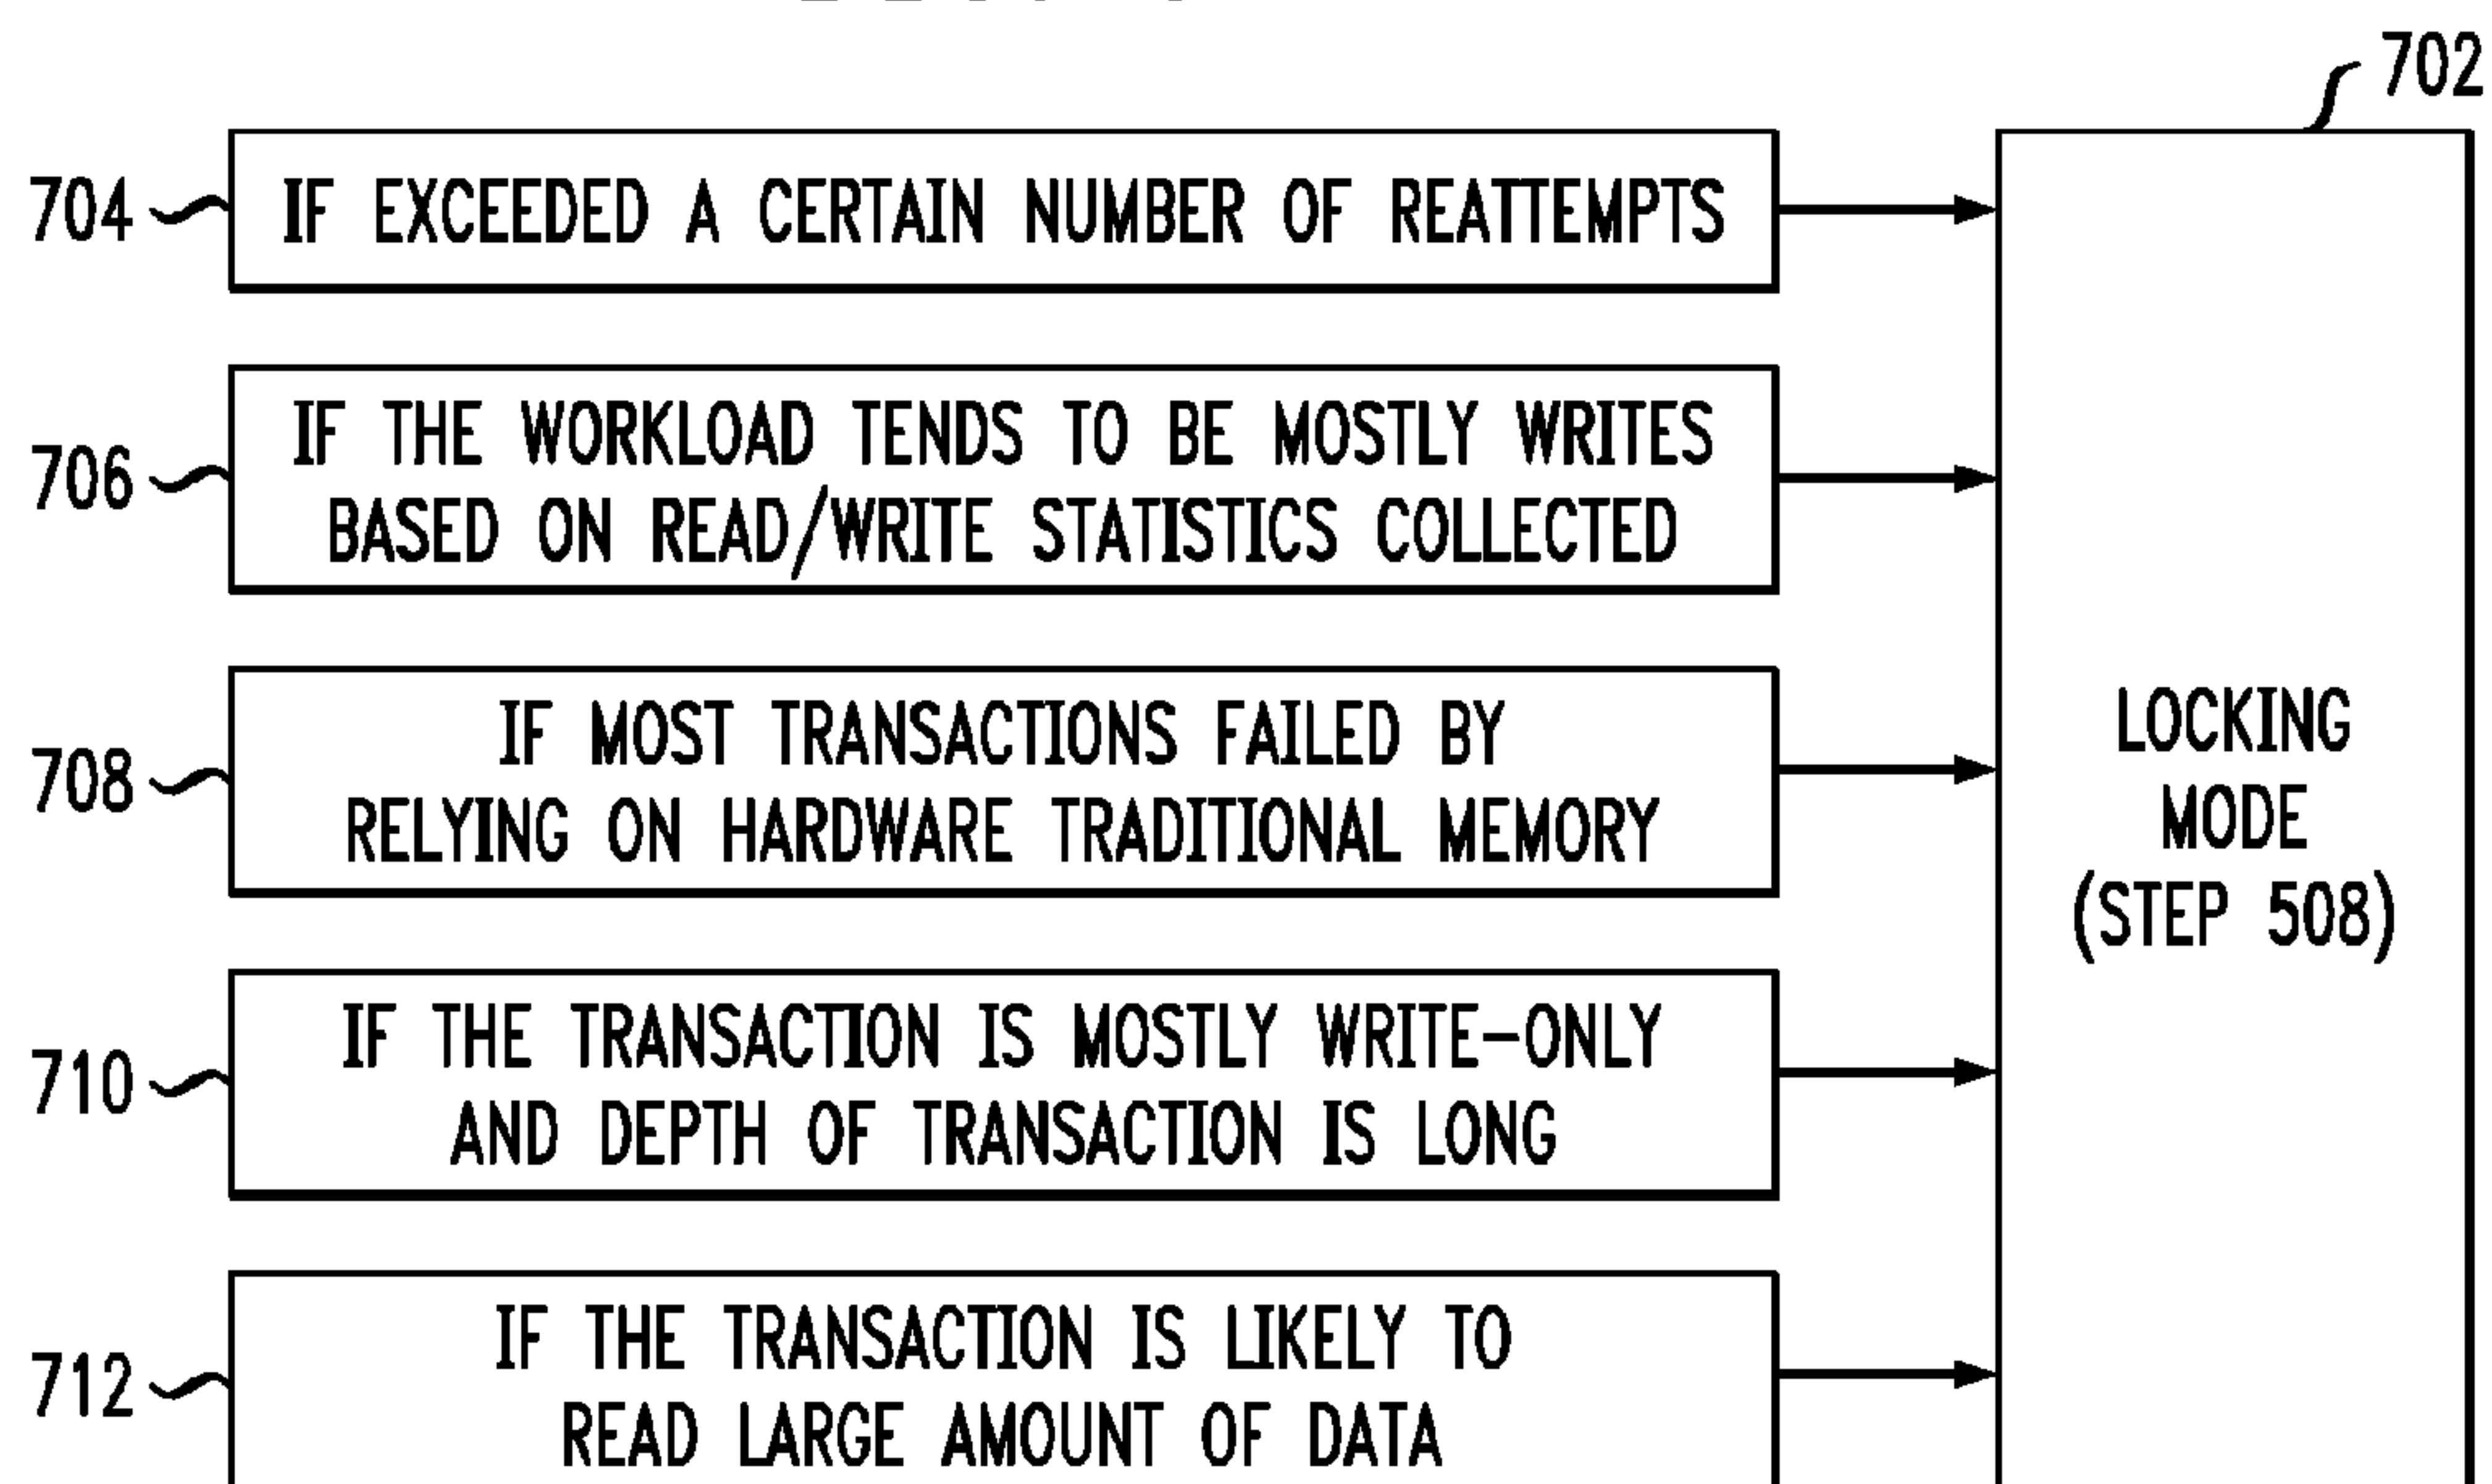 702
704
IF EXCEEDED A CERTAIN NUMBER OF REATTEMPTS
706
IF THE WORKLOAD TENDS TO BE MOSTLY WRITES
BASED ON READ/WRITE STATISTICS COLLECTED
708
IF MOST TRANSACTIONS FAILED BY
RELYING ON HARDWARE TRADITIONAL MEMORY
LOCKING
MODE
(STEP 508)
710
IF THE TRANSACTION IS MOSTLY WRITE-ONLY
AND DEPTH OF TRANSACTION IS LONG
712
IF THE TRANSACTION IS LIKELY TO
READ LARGE AMOUNT OF DATA